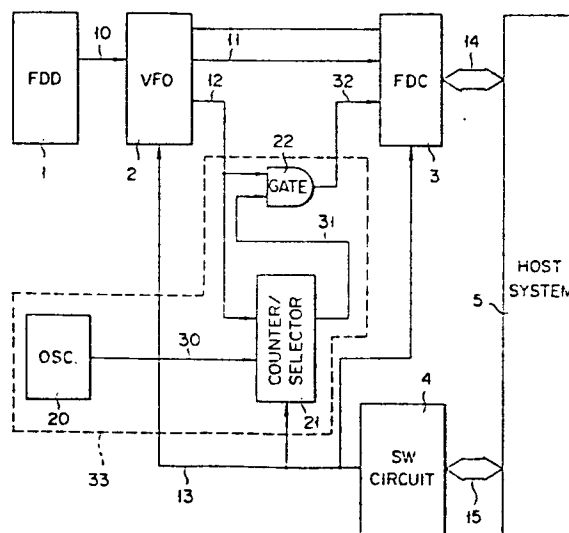 10
11
14
12
32
FDD
VFO
FDC
1
2
3
22
GATE
31
HOST
SYSTEM
5
OSC.
30
COUNTER/
SELECTOR
20
21
4
33
13
SW
CIRCUIT
15